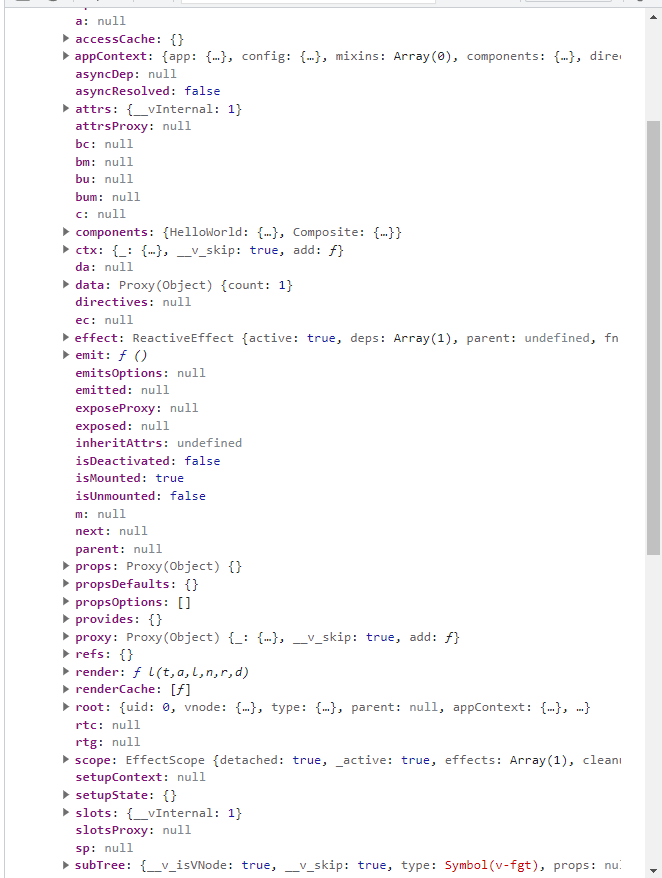 a: null
accessCache: {}
appContext: {app: {…}, config: {…}, mixins: Array(0), components: {…}, dire
asyncDep: null
asyncResolved: false
attrs: {__vInternal: 1}
attrsProxy: null
bc: null
bm: null
bu: null
bum: null
c: null
components: {HelloWorld: {…}, Composite: {…}}
ctx: {_: {…}, __v_skip: true, add: ƒ}
da: null
data: Proxy(Object) {count: 1}
directives: null
ec: null
effect: ReactiveEffect {active: true, deps: Array(1), parent: undefined, fn
emit: ƒ ()
emitsOptions: null
emitted: null
exposeProxy: null
exposed: null
inheritAttrs: undefined
isDeactivated: false
isMounted: true
isUnmounted: false
m: null
next: null
parent: null
props: Proxy(Object) {}
propsDefaults: {}
propsOptions: []
provides: {}
proxy: Proxy(Object) {_: {…}, __v_skip: true, add: ƒ}
refs: {}
render: ƒ l(t,a,l,n,r,d)
renderCache: [ƒ]
root: {uid: 0, vnode: {…}, type: {…}, parent: null, appContext: {…}, …}
rtc: null
rtg: null
scope: EffectScope {detached: true, _active: true, effects: Array(1), clean
setupContext: null
setupState: {}
slots: {__vInternal: 1}
slotsProxy: null
sp: null
subTree: {__v_isVNode: true, __v_skip: true, type: Symbol(v-fgt), props: nu